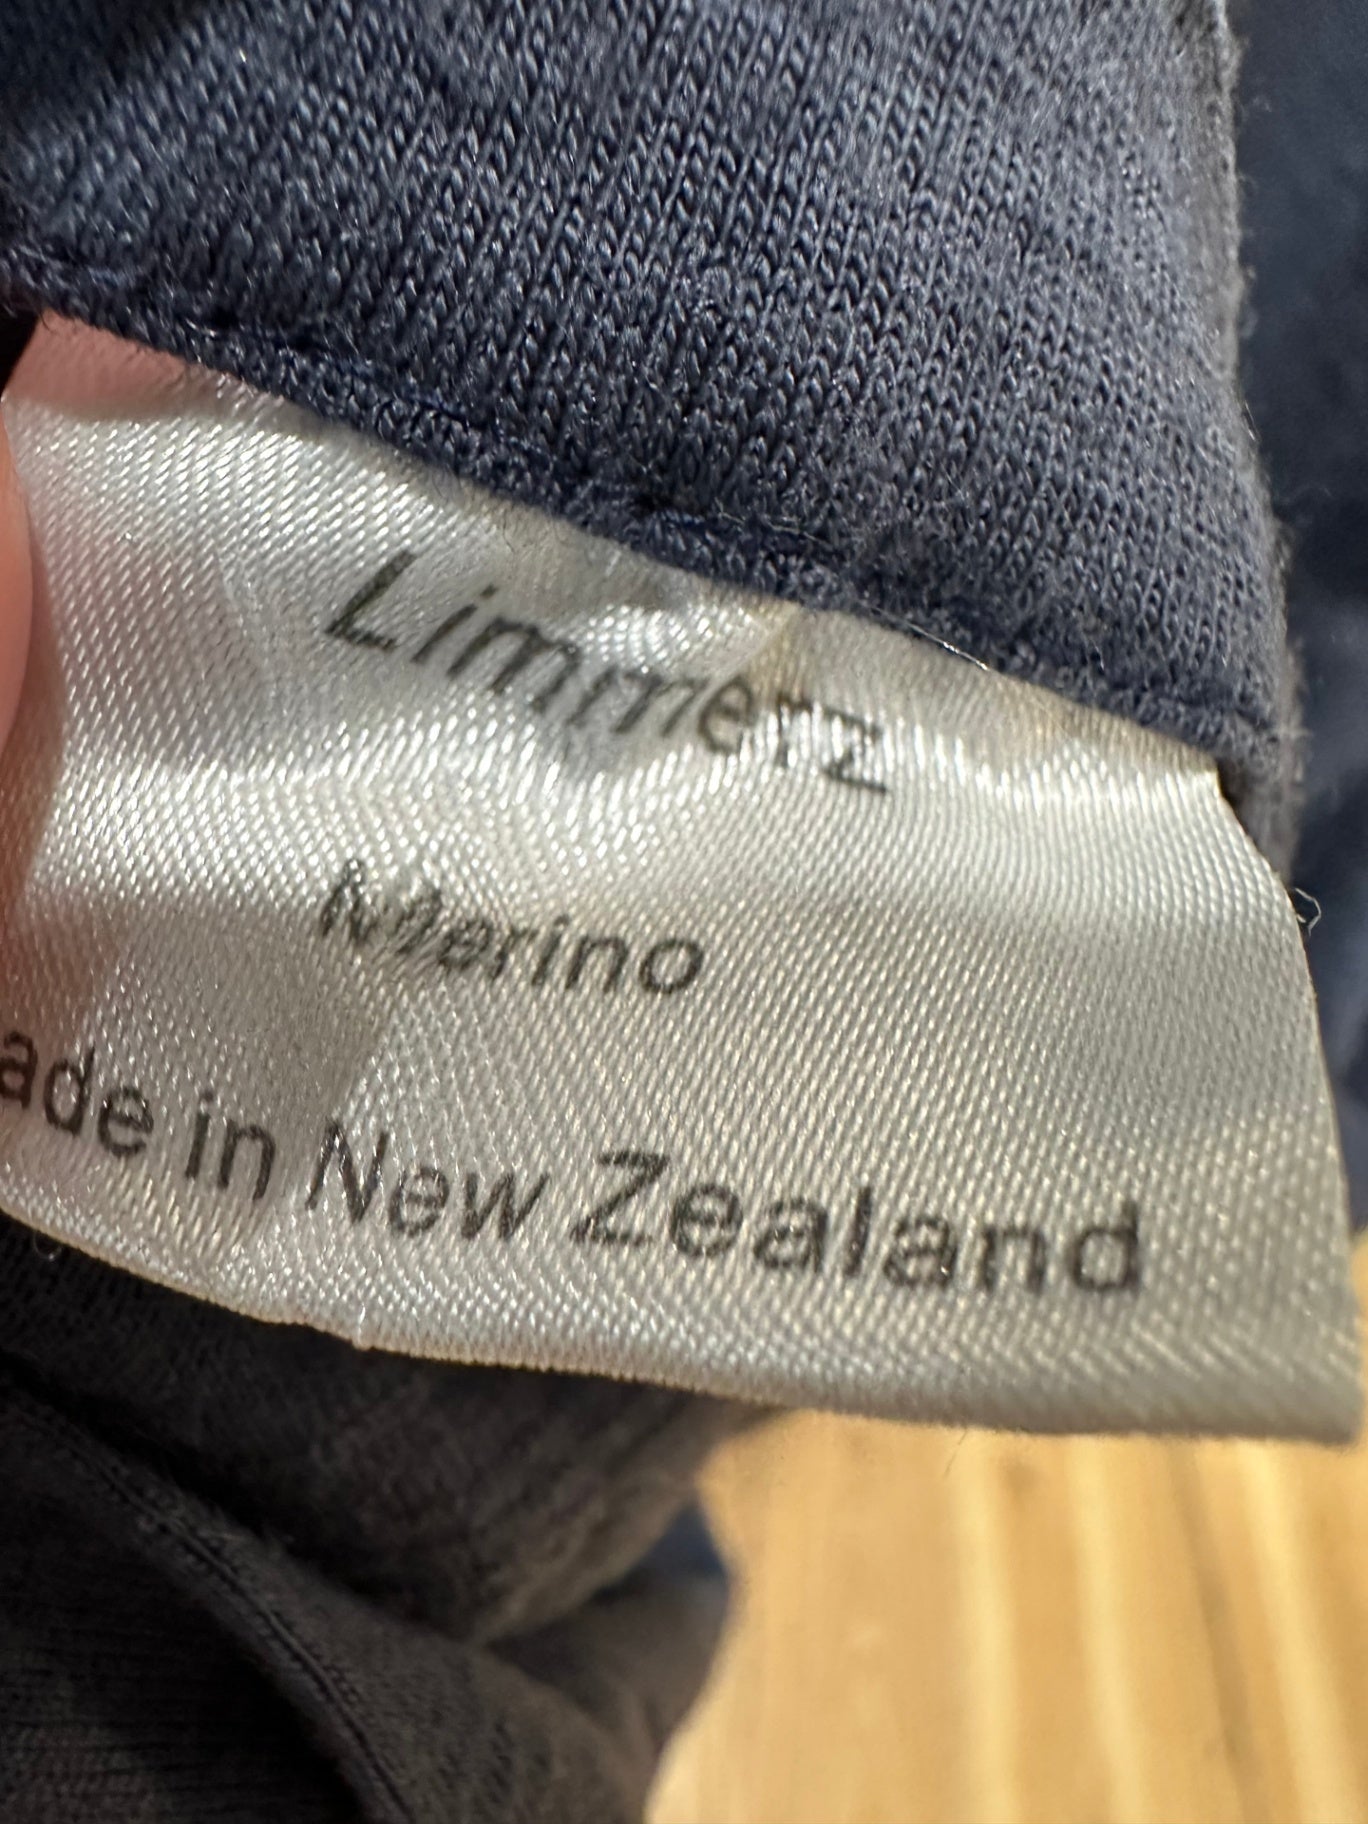 Limmerz
Merino
ade in New Zealand